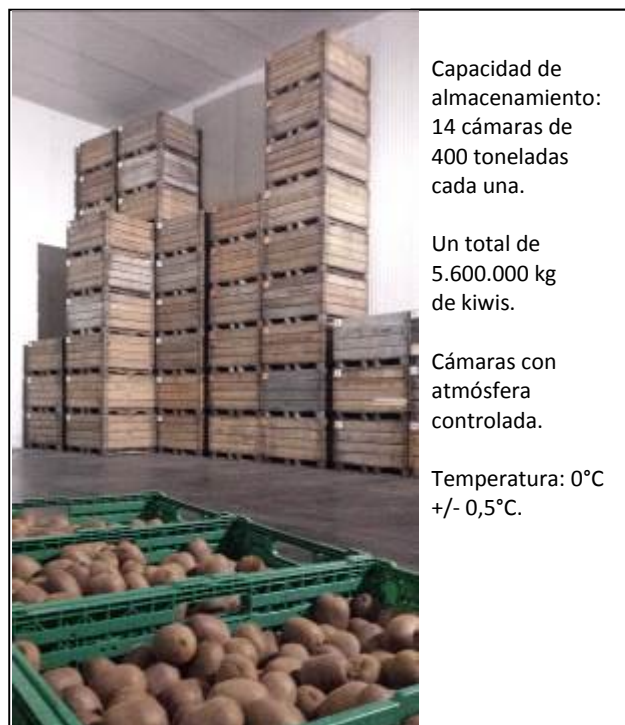 Capacidad de
almacenamiento:
14 cámaras de
400 toneladas
cada una.
Un total de
5.600.000 kg
de kiwis.
Cámaras con
atmósfera
controlada.
Temperatura: 0°C
+/- 0,5°C.